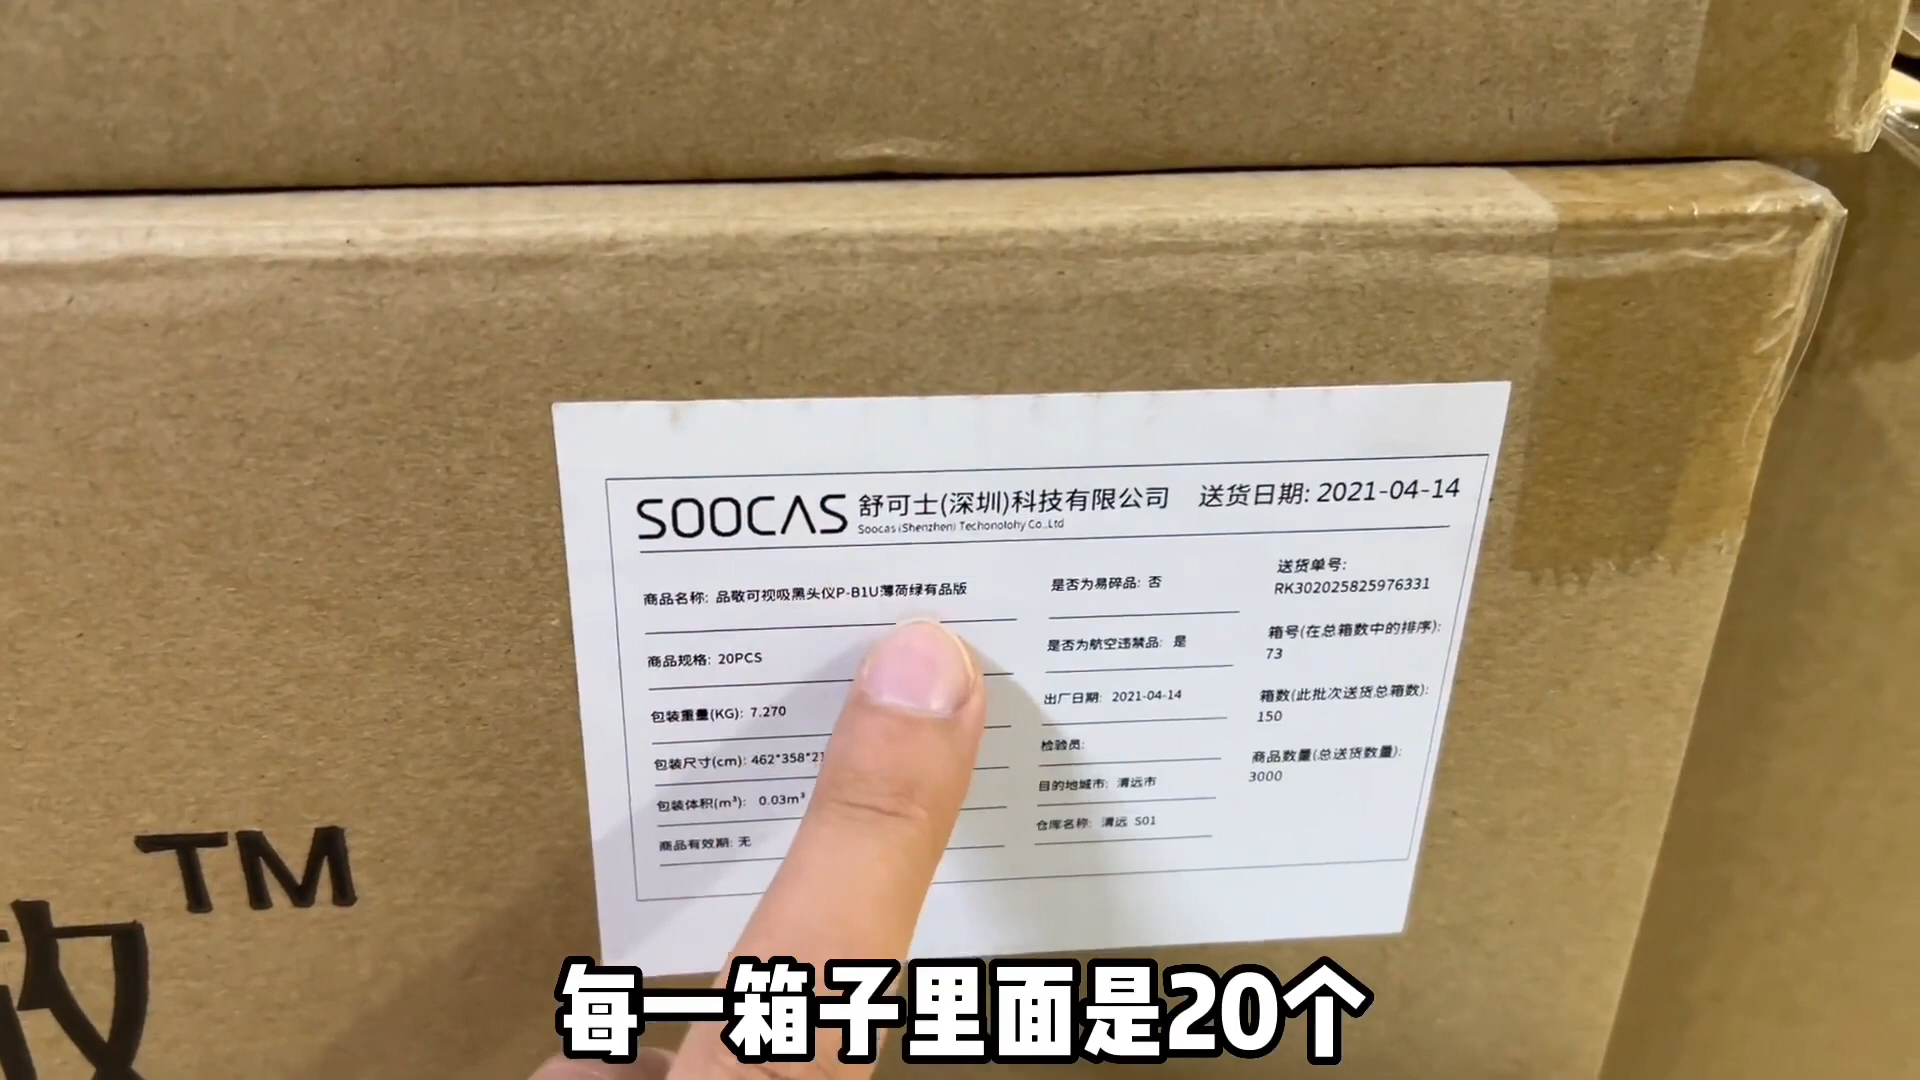 SOOCAS 舒可士(深圳)科技有限公司 送货日期: 2021-04-14
Soocas (Shenzhen) Techonolohy Co.,Ltd
商品名称: 品敬可视吸黑头仪P-B1U薄荷绿有品版
商品规格: 20PCS
包装重量(KG): 7.270
包装尺寸(cm): 462*358*21
包装体积(m³): 0.03m³
商品有效期: 无
是否为易碎品: 否
是否为航空违禁品: 是
出厂日期: 2021-04-14
检验员:
目的地城市: 清远市
仓库名称: 清远 S01
送货单号:
RK302025825976331
箱号(在总箱数中的排序):
73
箱数(此批次送货总箱数):
150
商品数量(总送货数量):
3000
TM
每一箱子里面是20个